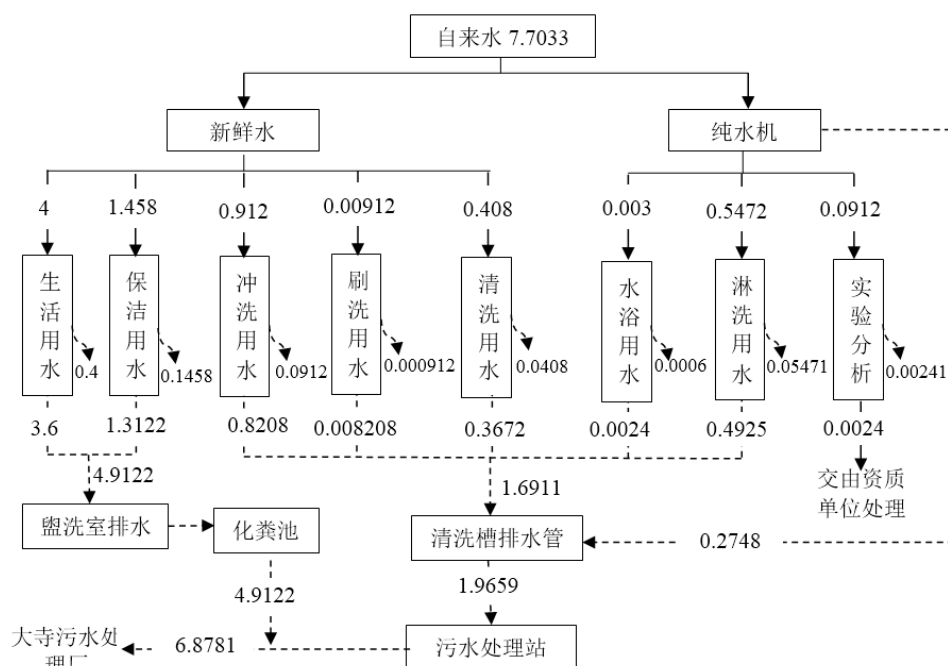 自来水 7.7033
新鲜水
纯水机
4
1.458
0.912
0.00912
0.408
0.003
0.5472
0.0912
生活用水
保洁用水
冲洗用水
刷洗用水
清洗用水
水浴用水
淋洗用水
实验分析
0.4
0.1458
0.0912
0.000912
0.0408
0.0006
0.05471
0.00241
3.6
1.3122
0.8208
0.008208
0.3672
0.0024
0.4925
0.0024
4.9122
1.6911
交由资质
单位处理
盥洗室排水
化粪池
清洗槽排水管
0.2748
4.9122
1.9659
大寺污水处
理厂
6.8781
污水处理站